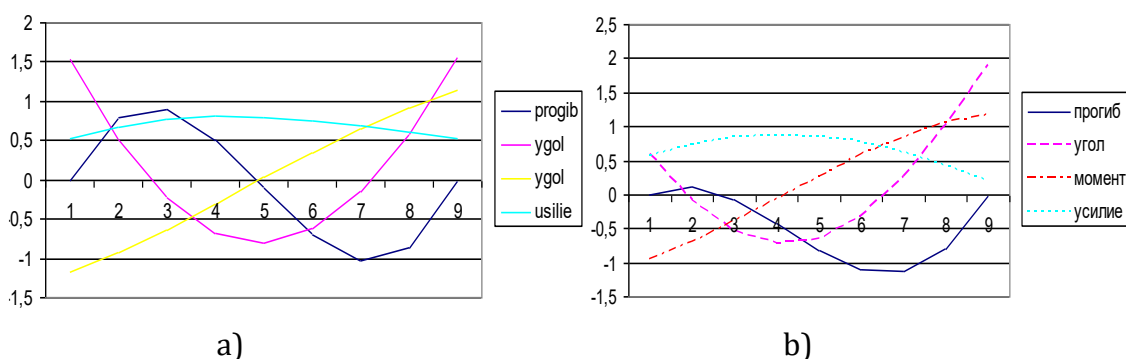 2
1,5
1
0,5
0
-0,5
-1
-1,5
1 2 3 4 5 6 7 8 9
progib
ygol
ygol
usilie
a)
2,5
2
1,5
1
0,5
0
-0,5
-1
-1,5
1 2 3 4 5 6 7 8 9
прогиб
угол
момент
усилие
b)